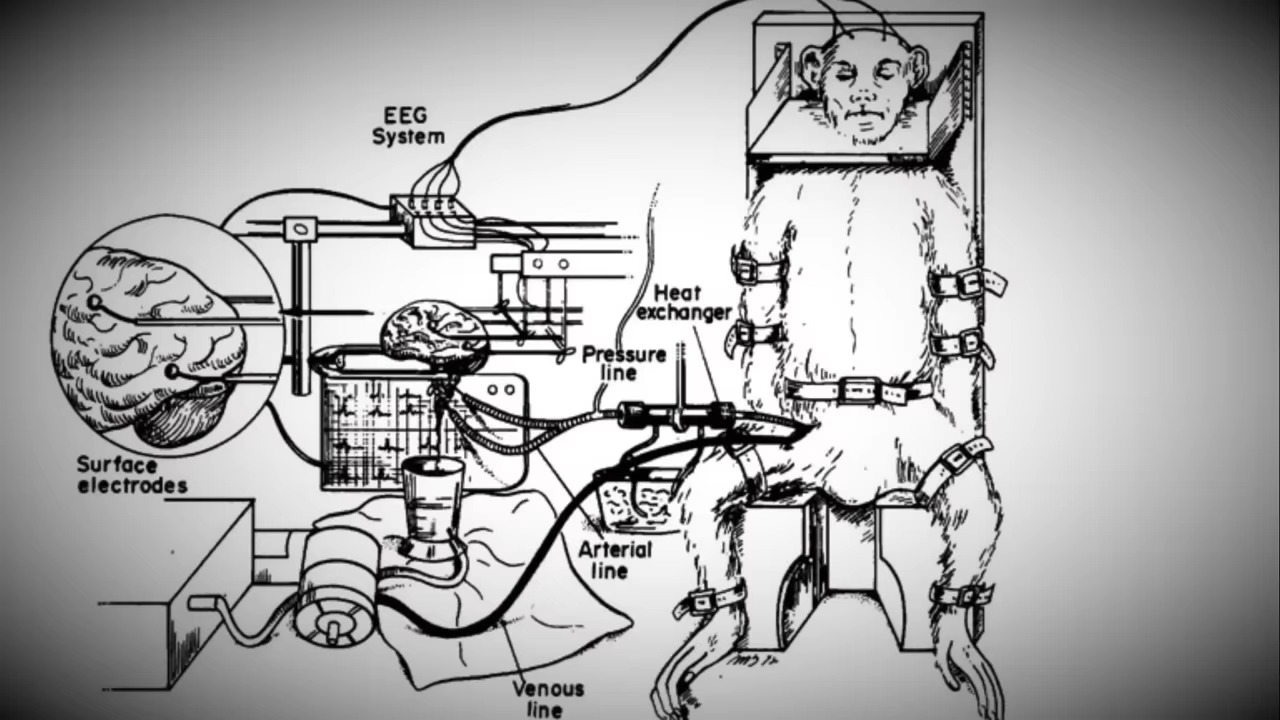 EEG
System
Heat
exchanger
Pressure
line
Surface
electrodes
Arterial
line
Venous
line